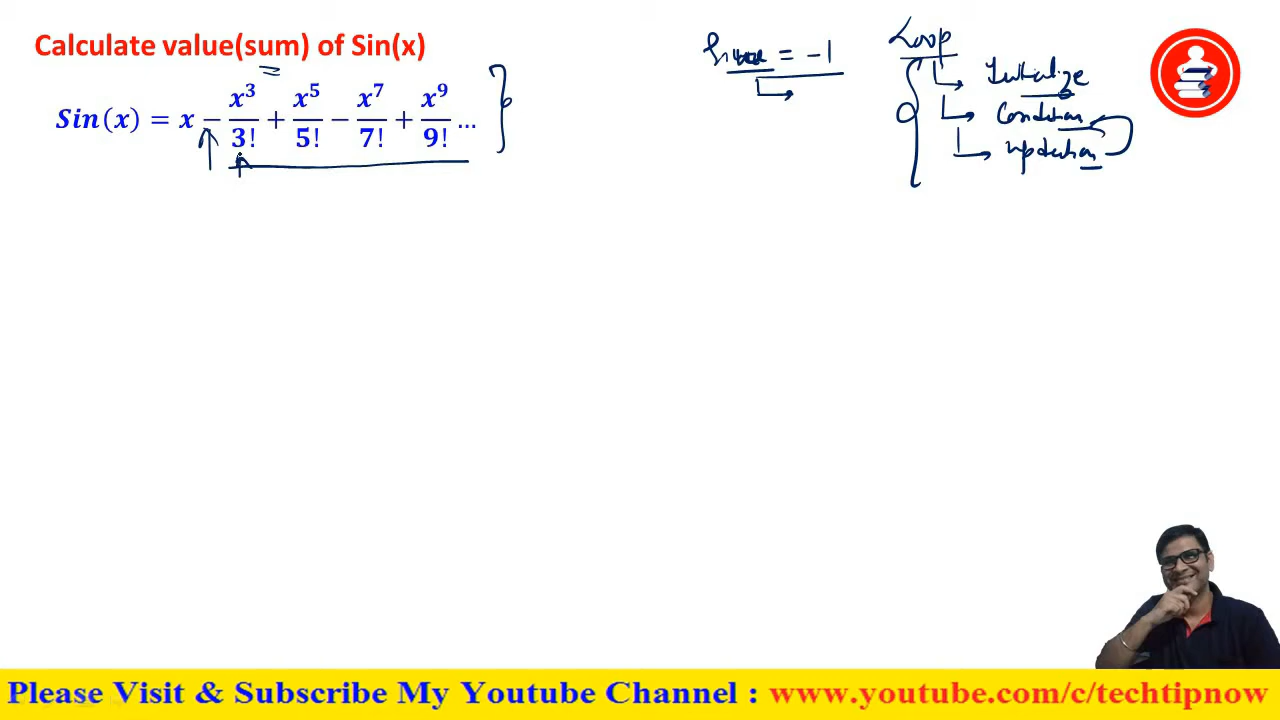 Calculate value(sum) of Sin(x)
Sin(x) = x − x³/3! + x⁵/5! − x⁷/7! + x⁹/9! ...
= −1
Loop
Initialize
Condition
updation
Please Visit & Subscribe My Youtube Channel : www.youtube.com/c/techtipnow